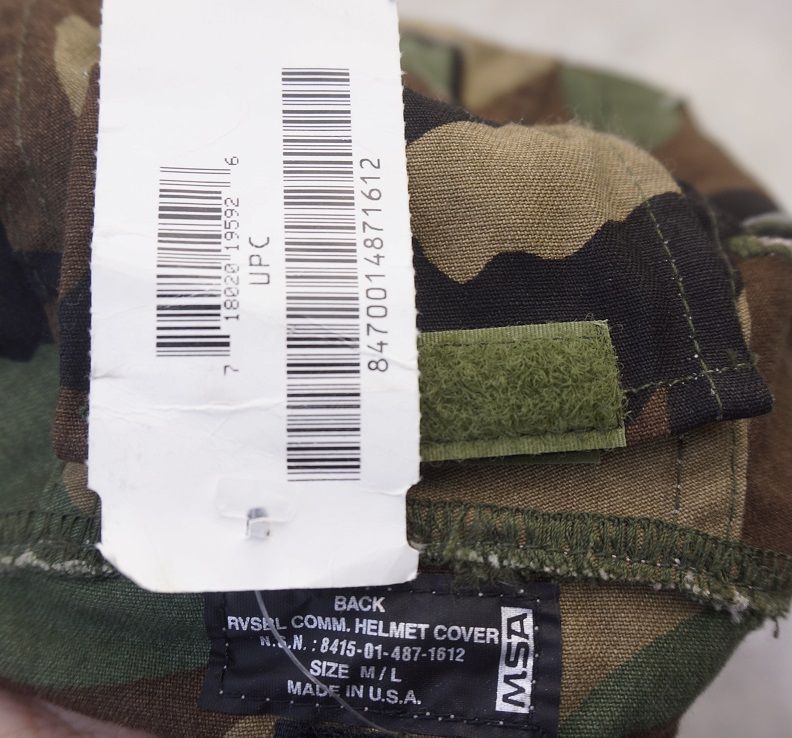 7 18020 19592 6
UPC
8470014871612
BACK
RVSBL COMM. HELMET COVER
N.S.N. : 8415-01-487-1612
SIZE M / L
MADE IN U.S.A.
MSA